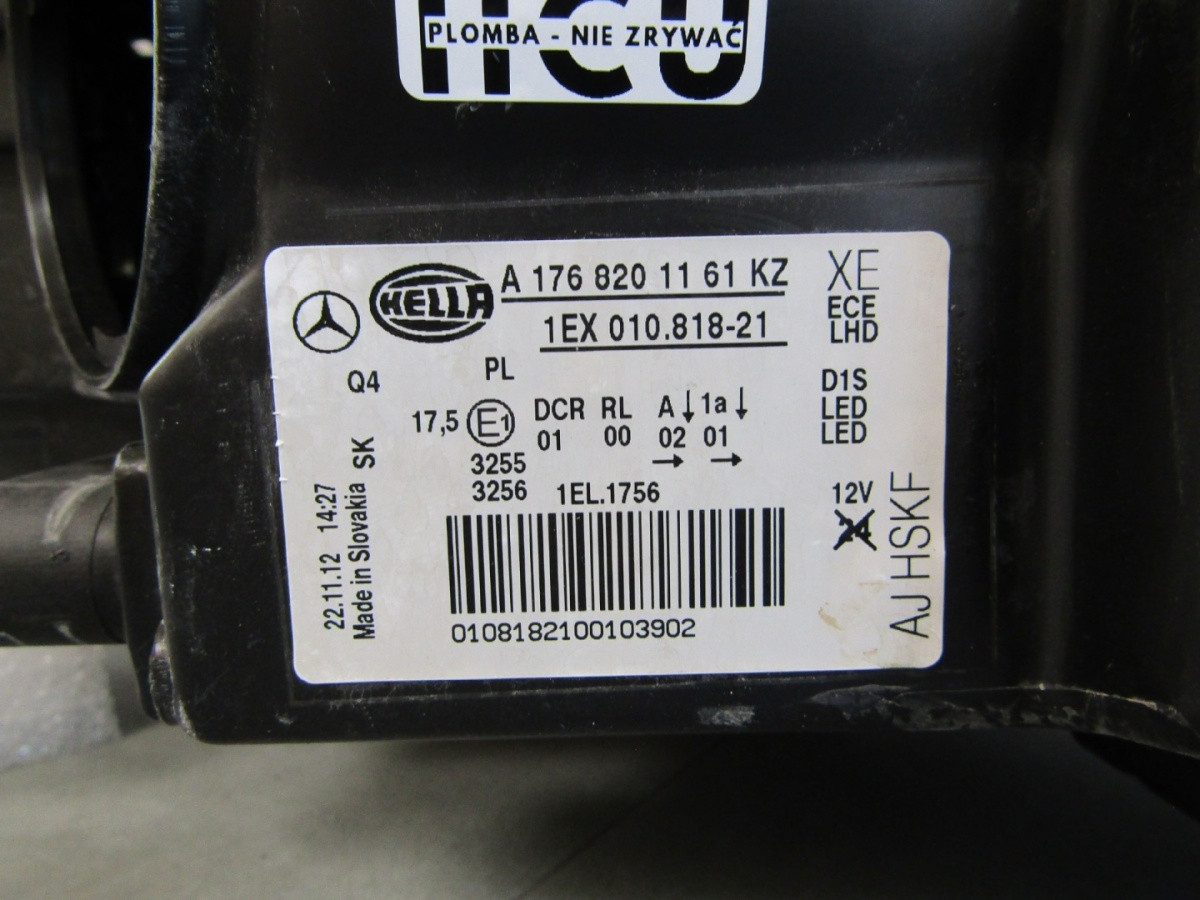 HCU
PLOMBA - NIE ZRYWAĆ
HELLA
A 176 820 11 61 KZ
1EX 010.818-21
XE
ECE
LHD
Q4
PL
17,5 E1
DCR RL A↓ 1a↓
01 00 02 01
→ →
3255
3256 1EL.1756
D1S
LED
LED
12V
24
AJ HSKF
22.11.12 14:27
Made in Slovakia SK
0108182100103902